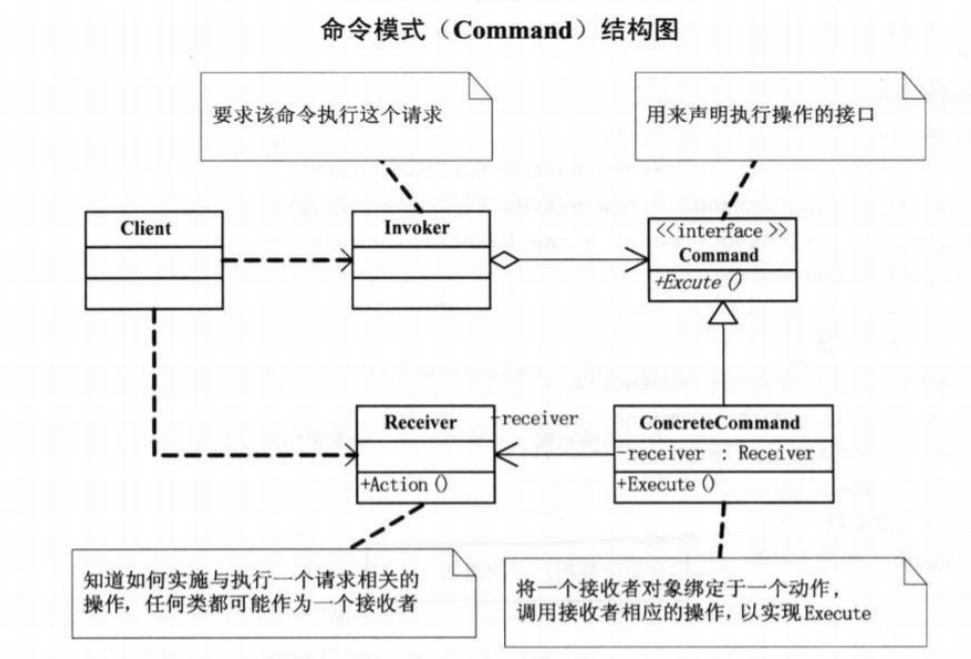 命令模式（Command）结构图
要求该命令执行这个请求
用来声明执行操作的接口
Client
Invoker
<<interface >>
Command
+Excute ()
Receiver
+Action ()
-receiver
ConcreteCommand
-receiver : Receiver
+Execute ()
知道如何实施与执行一个请求相关的
操作，任何类都可能作为一个接收者
将一个接收者对象绑定于一个动作，
调用接收者相应的操作，以实现Execute